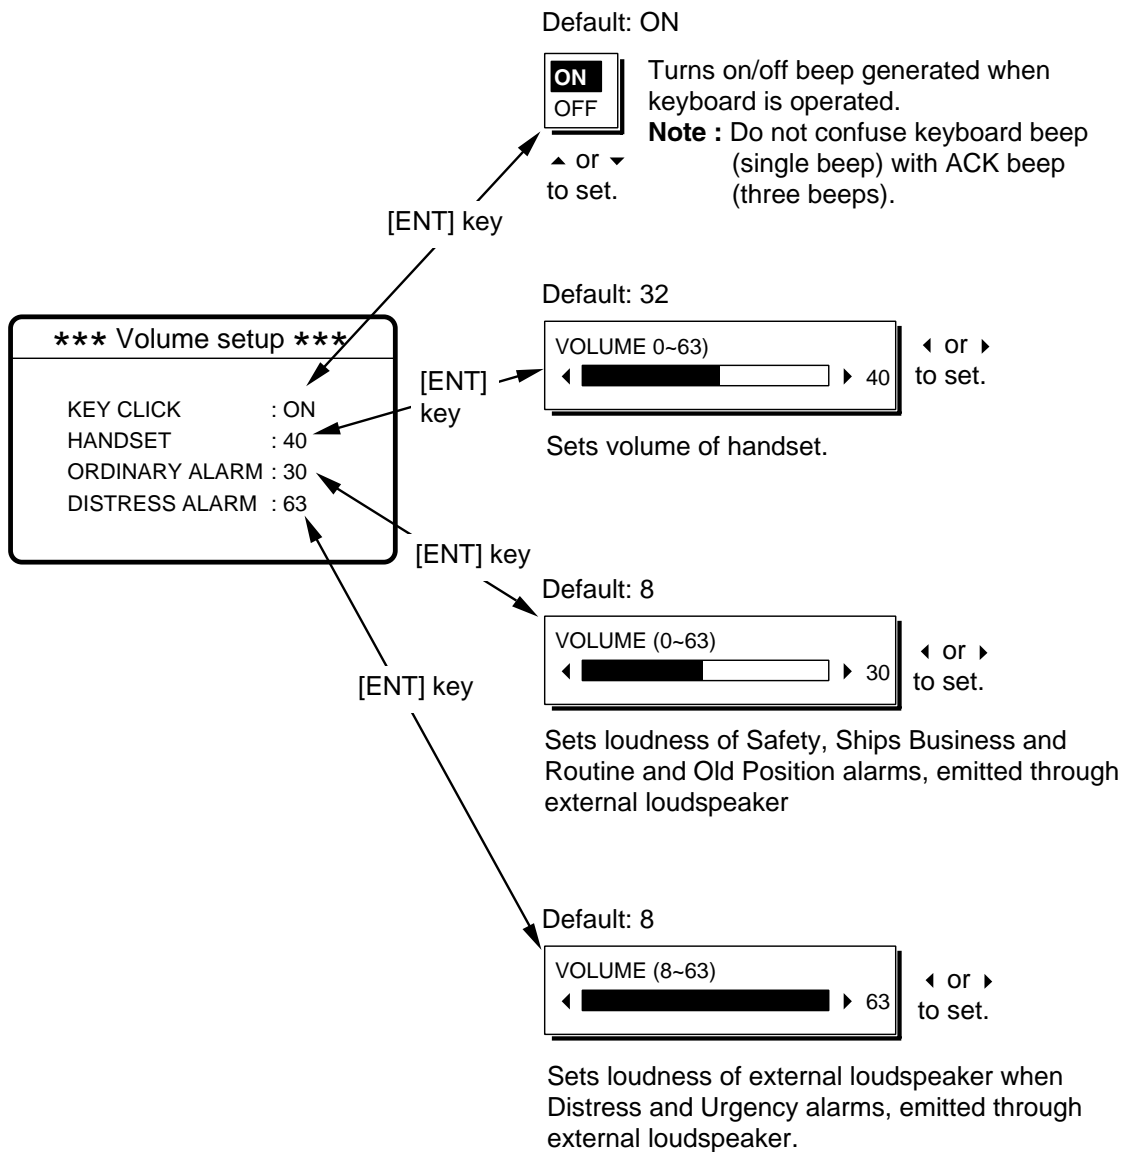 Default: ON
ON
OFF
Turns on/off beep generated when
keyboard is operated.
Note : Do not confuse keyboard beep
(single beep) with ACK beep
(three beeps).
▲ or ▼
to set.
[ENT] key
*** Volume setup ***
KEY CLICK : ON
HANDSET : 40
ORDINARY ALARM : 30
DISTRESS ALARM : 63
Default: 32
VOLUME 0~63)
40
◀ or ▶
to set.
[ENT]
key
Sets volume of handset.
[ENT] key
Default: 8
VOLUME (0~63)
30
◀ or ▶
to set.
Sets loudness of Safety, Ships Business and
Routine and Old Position alarms, emitted through
external loudspeaker
[ENT] key
Default: 8
VOLUME (8~63)
63
◀ or ▶
to set.
Sets loudness of external loudspeaker when
Distress and Urgency alarms, emitted through
external loudspeaker.